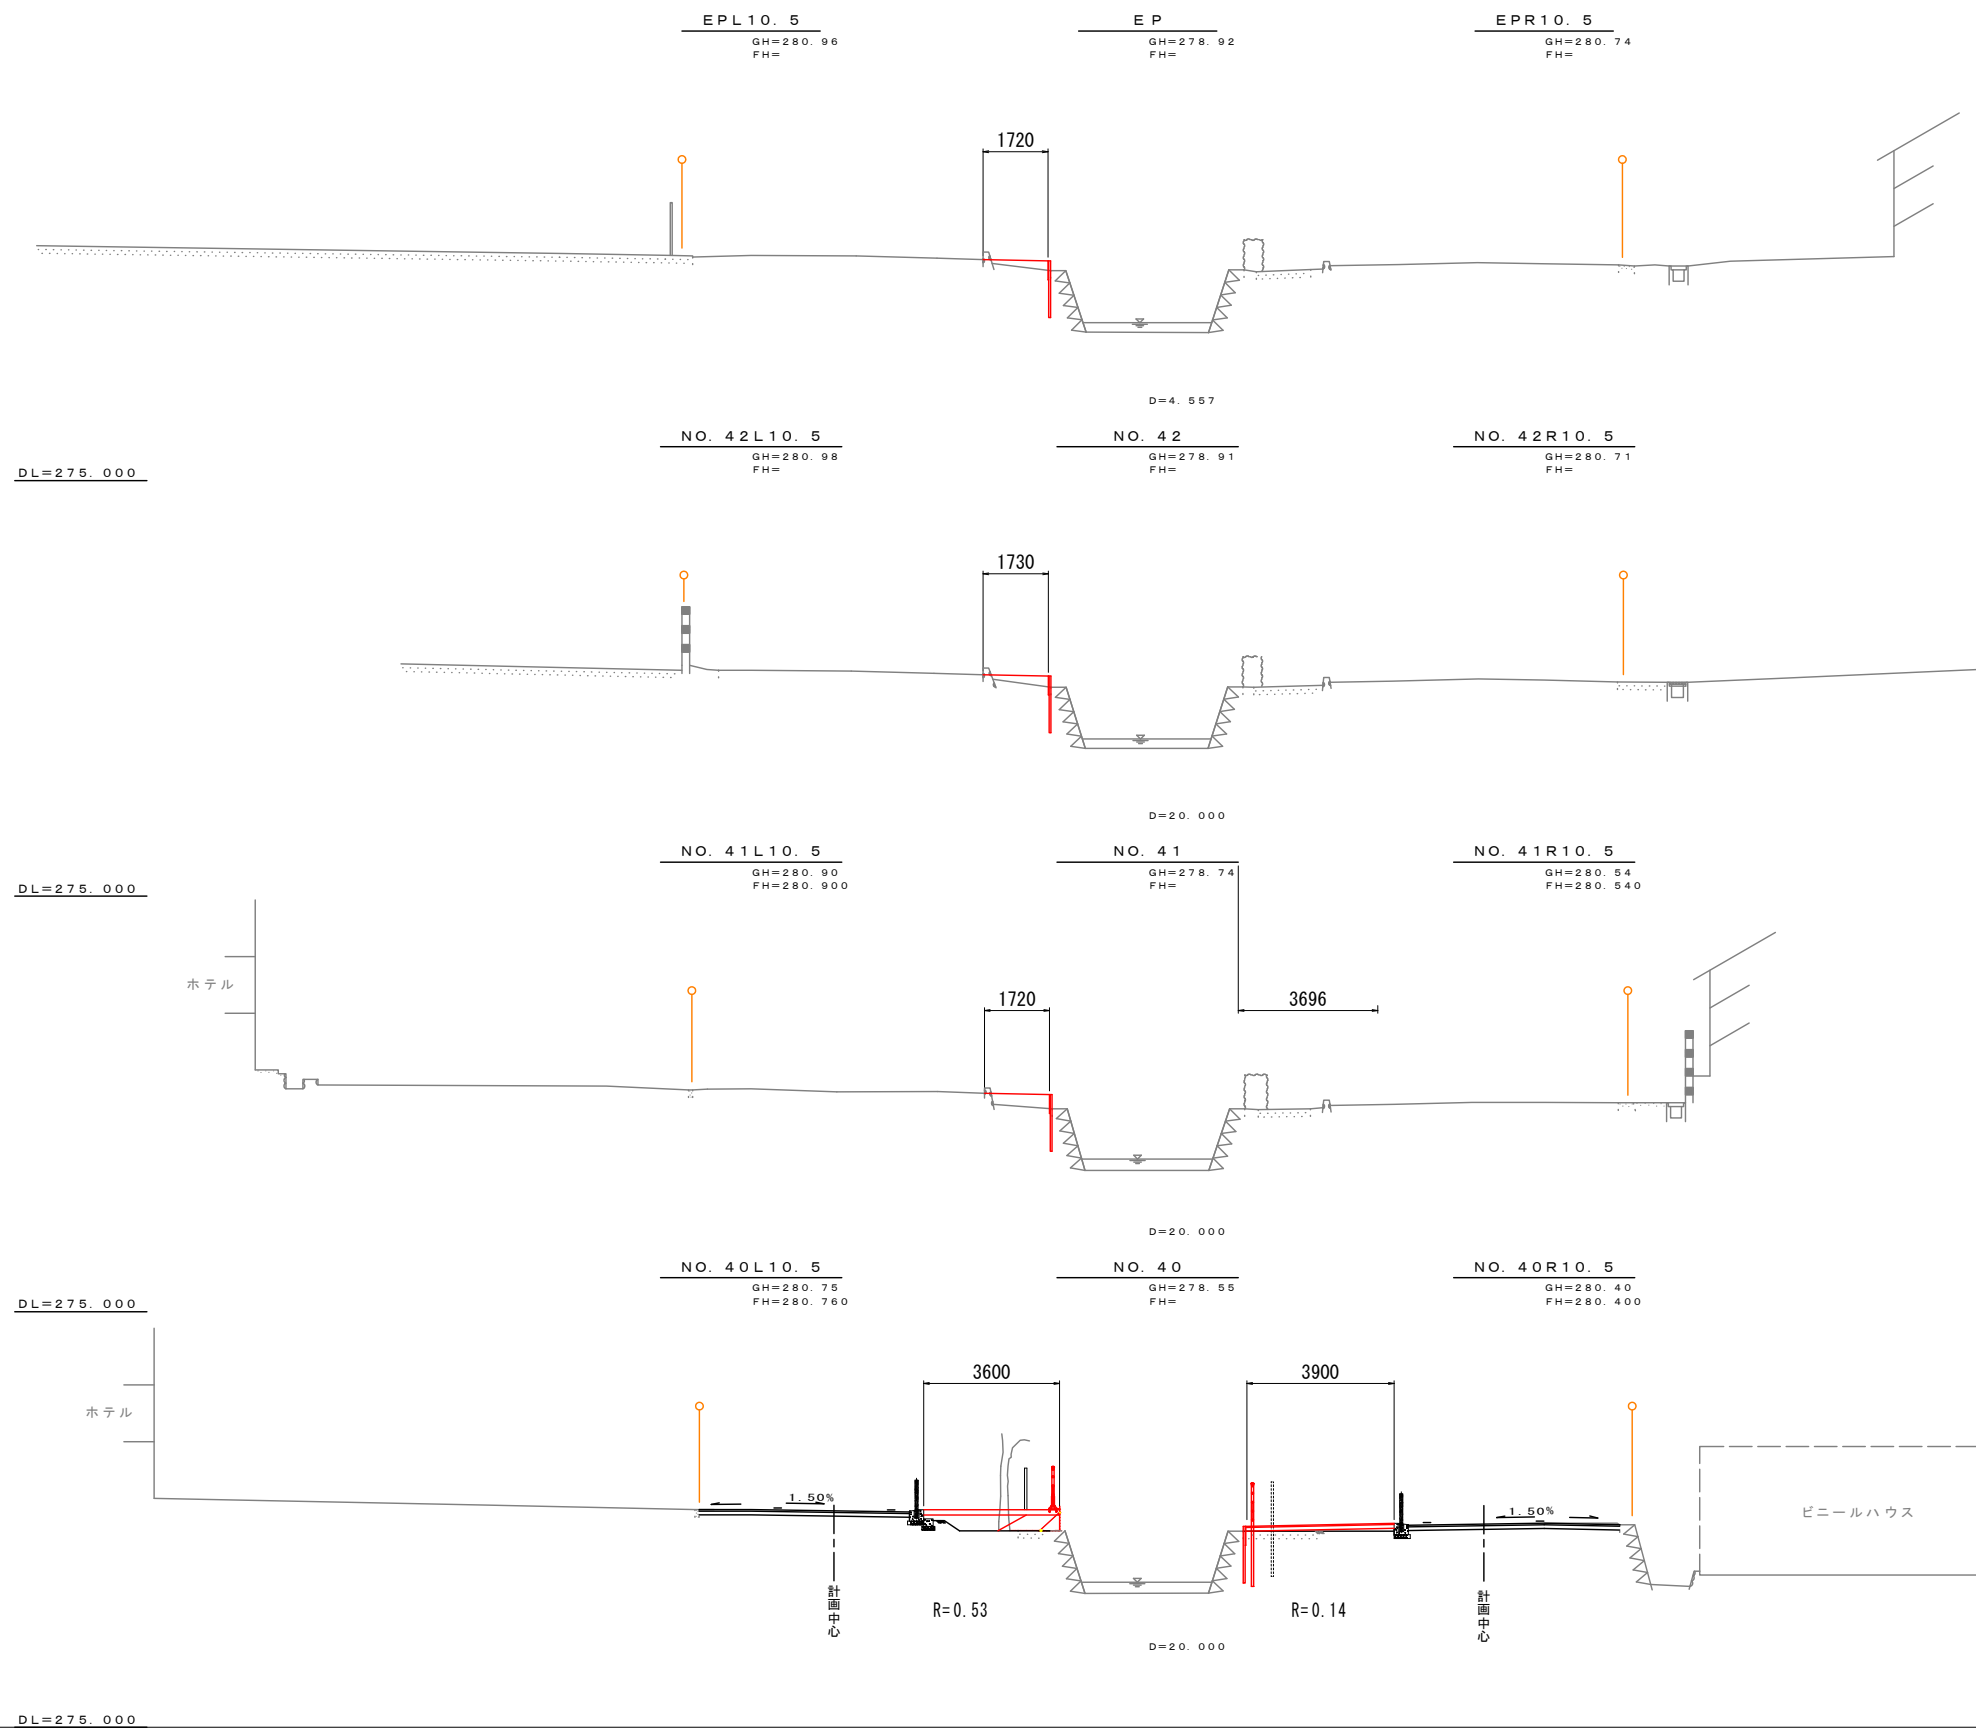 EPL10. 5
GH=280. 96
FH=
EP
GH=278. 92
FH=
EPR10. 5
GH=280. 74
FH=
1720
D=4. 557
NO. 42L10. 5
GH=280. 98
FH=
NO. 42
GH=278. 91
FH=
NO. 42R10. 5
GH=280. 71
FH=
DL=275. 000
1730
D=20. 000
NO. 41L10. 5
GH=280. 90
FH=280. 900
NO. 41
GH=278. 74
FH=
NO. 41R10. 5
GH=280. 54
FH=280. 540
DL=275. 000
ホテル
1720
3696
D=20. 000
NO. 40L10. 5
GH=280. 75
FH=280. 760
NO. 40
GH=278. 55
FH=
NO. 40R10. 5
GH=280. 40
FH=280. 400
DL=275. 000
3600
3900
ホテル
1. 50%
1. 50%
ビニールハウス
計画中心
計画中心
R=0. 53
R=0. 14
D=20. 000
DL=275. 000